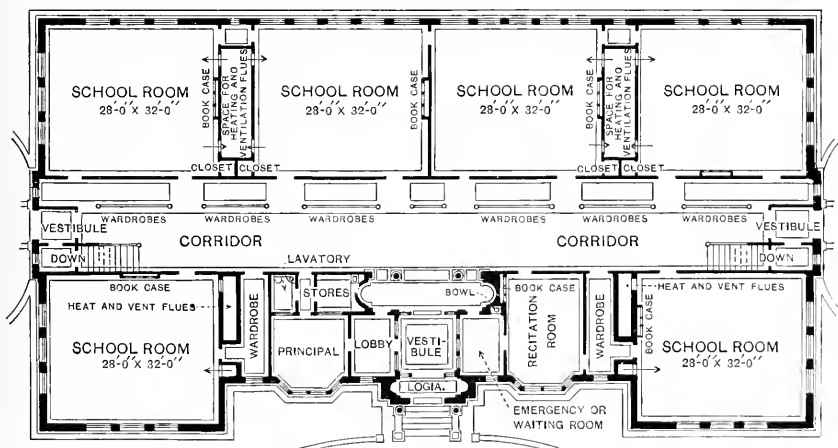 SCHOOL ROOM
28'-0" X 32'-0"
BOOK CASE
SPACE FOR
HEATING AND
VENTILATION FLUES
SCHOOL ROOM
28'-0" X 32'-0"
BOOK CASE
SCHOOL ROOM
28'-0" X 32'-0"
BOOK CASE
SPACE FOR
HEATING AND
VENTILATION FLUES
SCHOOL ROOM
28'-0" X 32'-0"
CLOSET
CLOSET
CLOSET
CLOSET
WARDROBES
WARDROBES
WARDROBES
WARDROBES
WARDROBES
WARDROBES
VESTIBULE
VESTIBULE
CORRIDOR
CORRIDOR
DOWN
LAVATORY
DOWN
BOOK CASE
HEAT AND VENT FLUES
STORES
BOWL
BOOK CASE
HEAT AND VENT FLUES
SCHOOL ROOM
28'-0" X 32'-0"
WARDROBE
PRINCIPAL
LOBBY
VESTI-
BULE
RECITATION
ROOM
WARDROBE
BOOK CASE
SCHOOL ROOM
28'-0" X 32'-0"
LOGIA.
EMERGENCY OR
WAITING ROOM